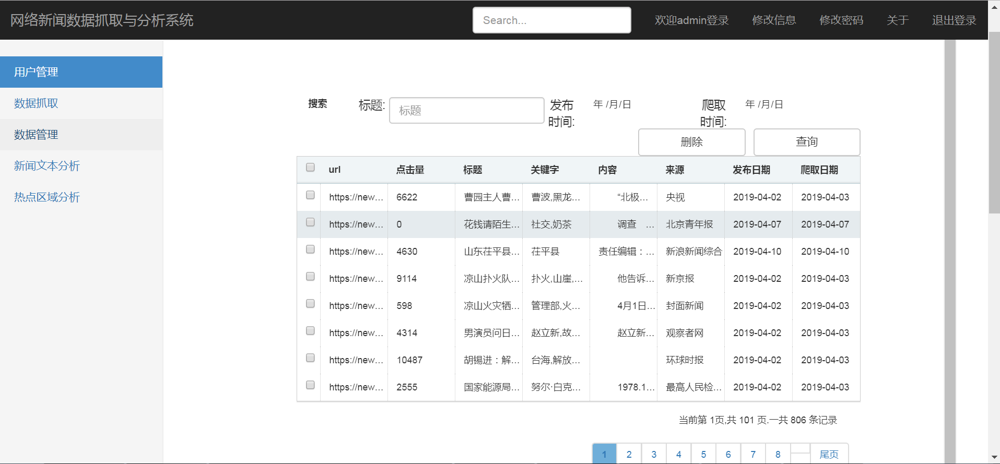 网络新闻数据抓取与分析系统 Search... 欢迎admin登录 修改信息 修改密码 关于 退出登录
用户管理
数据抓取
数据管理
新闻文本分析
热点区域分析
搜索 标题: 标题 发布时间: 年 /月/日 爬取时间: 年 /月/日
删除 查询
url 点击量 标题 关键字 内容 来源 发布日期 爬取日期
https://new... 6622 曹园主人曹... 曹波,黑龙... “北极... 央视 2019-04-02 2019-04-03
https://new... 0 花钱请陌生... 社交,奶茶 调查 ... 北京青年报 2019-04-07 2019-04-07
https://new... 4630 山东茌平县... 茌平县 责任编辑：... 新浪新闻综合 2019-04-10 2019-04-10
https://new... 9114 凉山扑火队... 扑火,山崖,... 他告诉... 新京报 2019-04-02 2019-04-03
https://new... 598 凉山火灾牺... 管理部,火... 4月1日... 封面新闻 2019-04-02 2019-04-03
https://new... 4314 男演员问日... 赵立新,故... 赵立新... 观察者网 2019-04-02 2019-04-03
https://new... 10487 胡锡进：解... 台海,解放... 环球时报 2019-04-02 2019-04-03
https://new... 2555 国家能源局... 努尔·白克... 1978.1... 最高人民检... 2019-04-02 2019-04-03
当前第 1页,共 101 页.一共 806 条记录
1 2 3 4 5 6 7 8 尾页